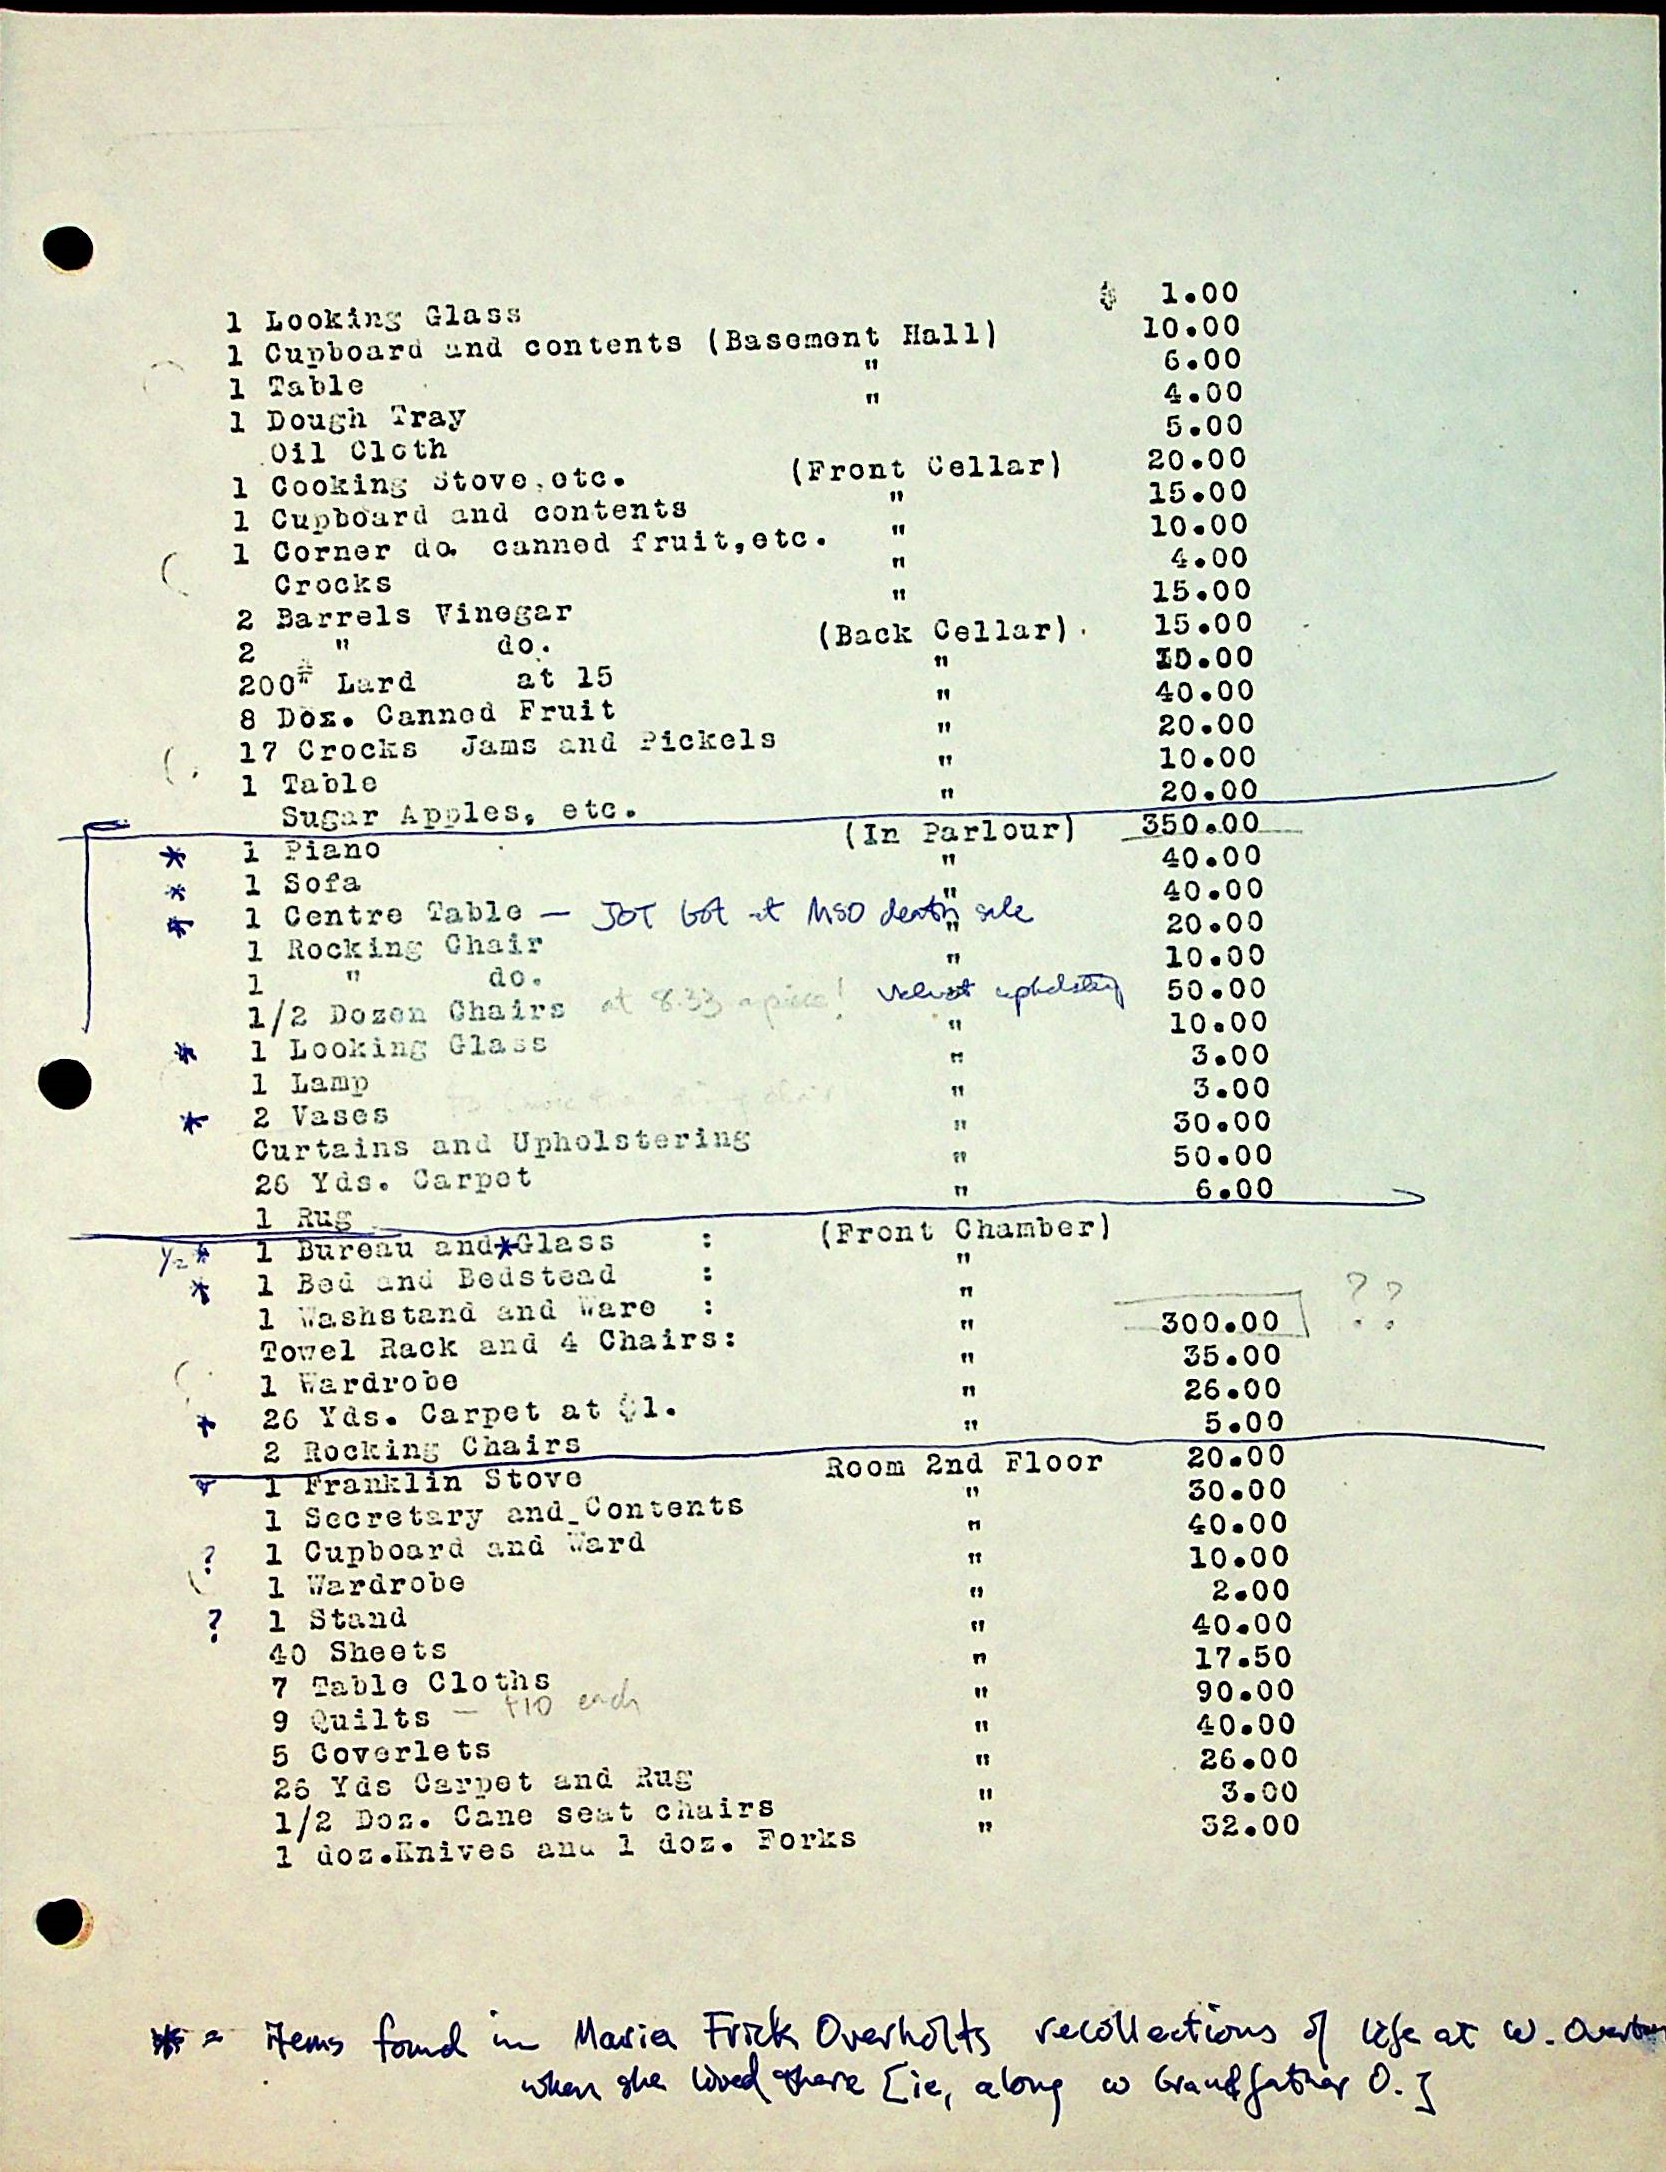 1 Looking Glass $ 1.00
1 Cupboard and contents (Basement Hall) 10.00
1 Table " 6.00
1 Dough Tray " 4.00
Oil Cloth 5.00
1 Cooking Stove, etc. (Front Cellar) 20.00
1 Cupboard and contents " 15.00
1 Corner do. canned fruit, etc. " 10.00
Crocks " 4.00
2 Barrels Vinegar " 15.00
2 " do. (Back Cellar) 15.00
200# Lard at 15 " .00
8 Doz. Canned Fruit " 40.00
17 Crocks Jams and Pickels " 20.00
1 Table " 10.00
Sugar Apples, etc. " 20.00
* 1 Piano (In Parlour) 350.00
* 1 Sofa " 40.00
* 1 Centre Table — JOT bot at MSO death sale " 40.00
1 Rocking Chair " 20.00
1 " do. " 10.00
1/2 Dozen Chairs at 8.33 apiece! velvet upholstery 50.00
* 1 Looking Glass " 10.00
1 Lamp " 3.00
* 2 Vases " 3.00
Curtains and Upholstering " 30.00
26 Yds. Carpet " 50.00
1 Rug " 6.00
1/2 * 1 Bureau and * Glass : (Front Chamber)
* 1 Bed and Bedstead : "
1 Washstand and Ware : "
Towel Rack and 4 Chairs: " 300.00 ??
1 Wardrobe " 35.00
* 26 Yds. Carpet at $1. " 26.00
2 Rocking Chairs " 5.00
* 1 Franklin Stove Room 2nd Floor 20.00
1 Secretary and Contents " 30.00
? 1 Cupboard and Ward " 40.00
1 Wardrobe " 10.00
? 1 Stand " 2.00
40 Sheets " 40.00
7 Table Cloths " 17.50
9 Quilts — $10 each " 90.00
5 Coverlets " 40.00
26 Yds Carpet and Rug " 26.00
1/2 Doz. Cane seat chairs " 3.00
1 doz. Knives and 1 doz. Forks " 32.00
* = items found in Maria Frick Overholts recollections of life at W. Overton
when she lived there [ie, along w Grandfather O.]